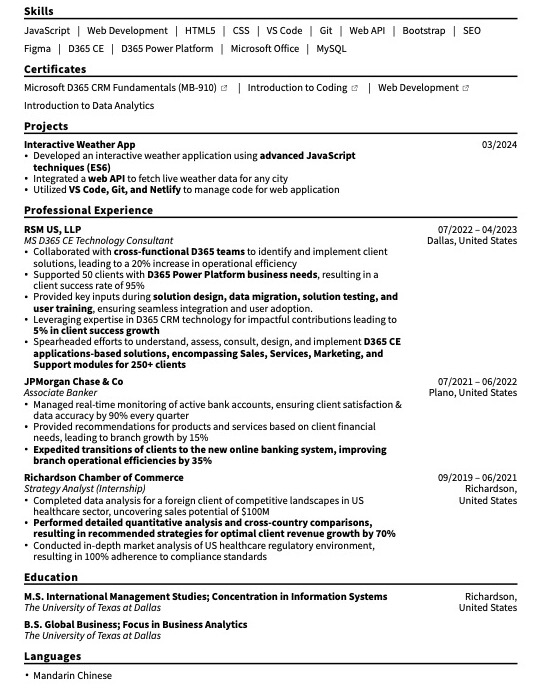 Skills
JavaScript | Web Development | HTML5 | CSS | VS Code | Git | Web API | Bootstrap | SEO
Figma | D365 CE | D365 Power Platform | Microsoft Office | MySQL
Certificates
Microsoft D365 CRM Fundamentals (MB-910) | Introduction to Coding | Web Development
Introduction to Data Analytics
Projects
Interactive Weather App 03/2024
• Developed an interactive weather application using advanced JavaScript
techniques (ES6)
• Integrated a web API to fetch live weather data for any city
• Utilized VS Code, Git, and Netlify to manage code for web application
Professional Experience
RSM US, LLP 07/2022 – 04/2023
MS D365 CE Technology Consultant Dallas, United States
• Collaborated with cross-functional D365 teams to identify and implement client
solutions, leading to a 20% increase in operational efficiency
• Supported 50 clients with D365 Power Platform business needs, resulting in a
client success rate of 95%
• Provided key inputs during solution design, data migration, solution testing, and
user training, ensuring seamless integration and user adoption.
• Leveraging expertise in D365 CRM technology for impactful contributions leading to
5% in client success growth
• Spearheaded efforts to understand, assess, consult, design, and implement D365 CE
applications-based solutions, encompassing Sales, Services, Marketing, and
Support modules for 250+ clients
JPMorgan Chase & Co 07/2021 – 06/2022
Associate Banker Plano, United States
• Managed real-time monitoring of active bank accounts, ensuring client satisfaction &
data accuracy by 90% every quarter
• Provided recommendations for products and services based on client financial
needs, leading to branch growth by 15%
• Expedited transitions of clients to the new online banking system, improving
branch operational efficiencies by 35%
Richardson Chamber of Commerce 09/2019 – 06/2021
Strategy Analyst (Internship) Richardson,
• Completed data analysis for a foreign client of competitive landscapes in US United States
healthcare sector, uncovering sales potential of $100M
• Performed detailed quantitative analysis and cross-country comparisons,
resulting in recommended strategies for optimal client revenue growth by 70%
• Conducted in-depth market analysis of US healthcare regulatory environment,
resulting in 100% adherence to compliance standards
Education
M.S. International Management Studies; Concentration in Information Systems Richardson,
The University of Texas at Dallas United States
B.S. Global Business; Focus in Business Analytics
The University of Texas at Dallas
Languages
• Mandarin Chinese